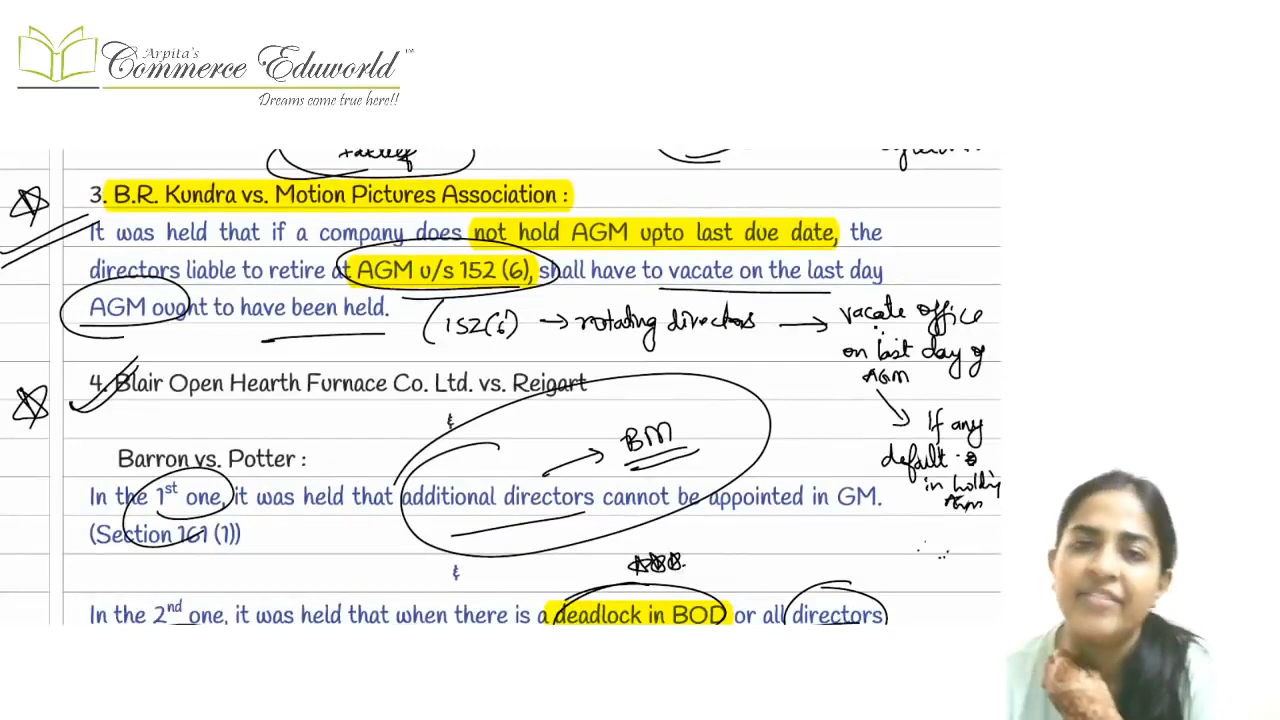 Arpita's
Commerce Eduworld™
Dreams come true here!!
3. B.R. Kundra vs. Motion Pictures Association :
It was held that if a company does not hold AGM upto last due date, the
directors liable to retire at AGM u/s 152 (6), shall have to vacate on the last day
AGM ought to have been held.
152(6) → rotating directors → vacate office
on last day of
AGM
4. Blair Open Hearth Furnace Co. Ltd. vs. Reigart
&
BM
If any
default
in holding
AGM
Barron vs. Potter :
In the 1st one, it was held that additional directors cannot be appointed in GM.
(Section 161 (1))
&
In the 2nd one, it was held that when there is a deadlock in BOD or all directors